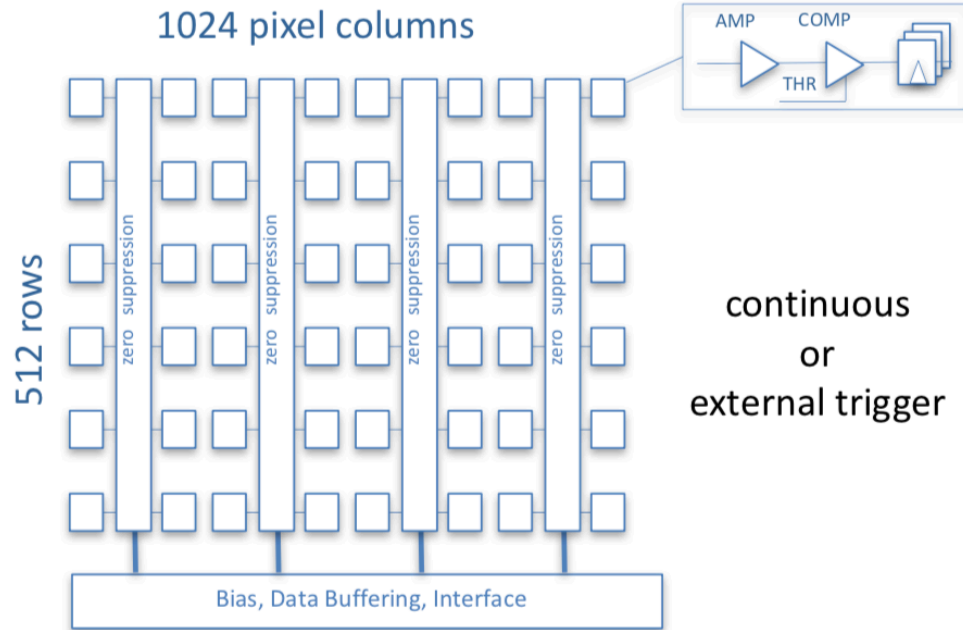 1024 pixel columns
AMP
COMP
THR
512 rows
zero suppression
zero suppression
zero suppression
zero suppression
continuous
or
external trigger
Bias, Data Buffering, Interface